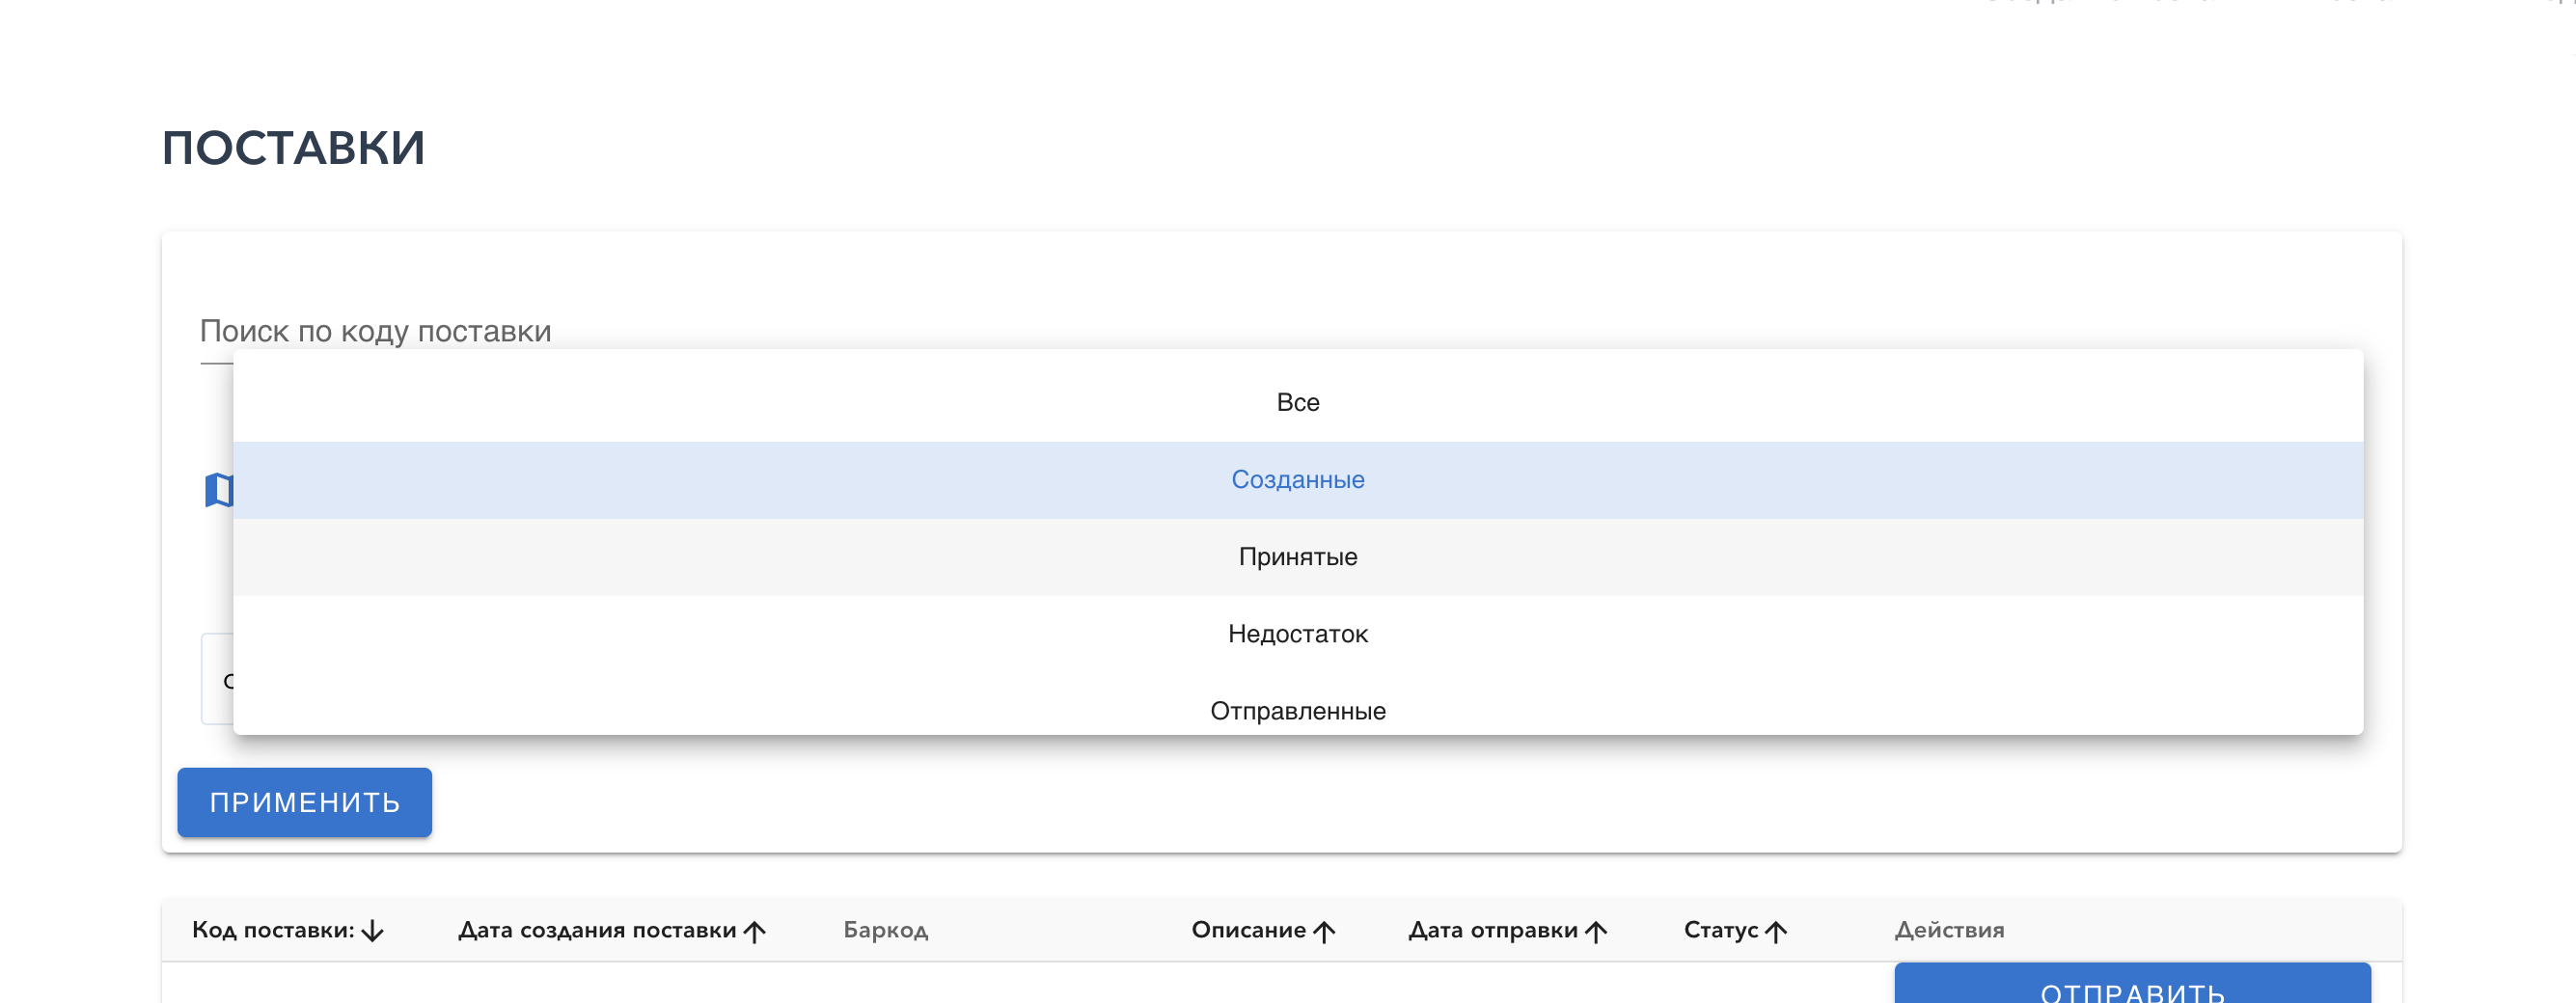 ПОСТАВКИ
Поиск по коду поставки
Все
Созданные
Принятые
Недостаток
Отправленные
ПРИМЕНИТЬ
Код поставки: Дата создания поставки Баркод Описание Дата отправки Статус Действия
ОТПРАВИТЬ